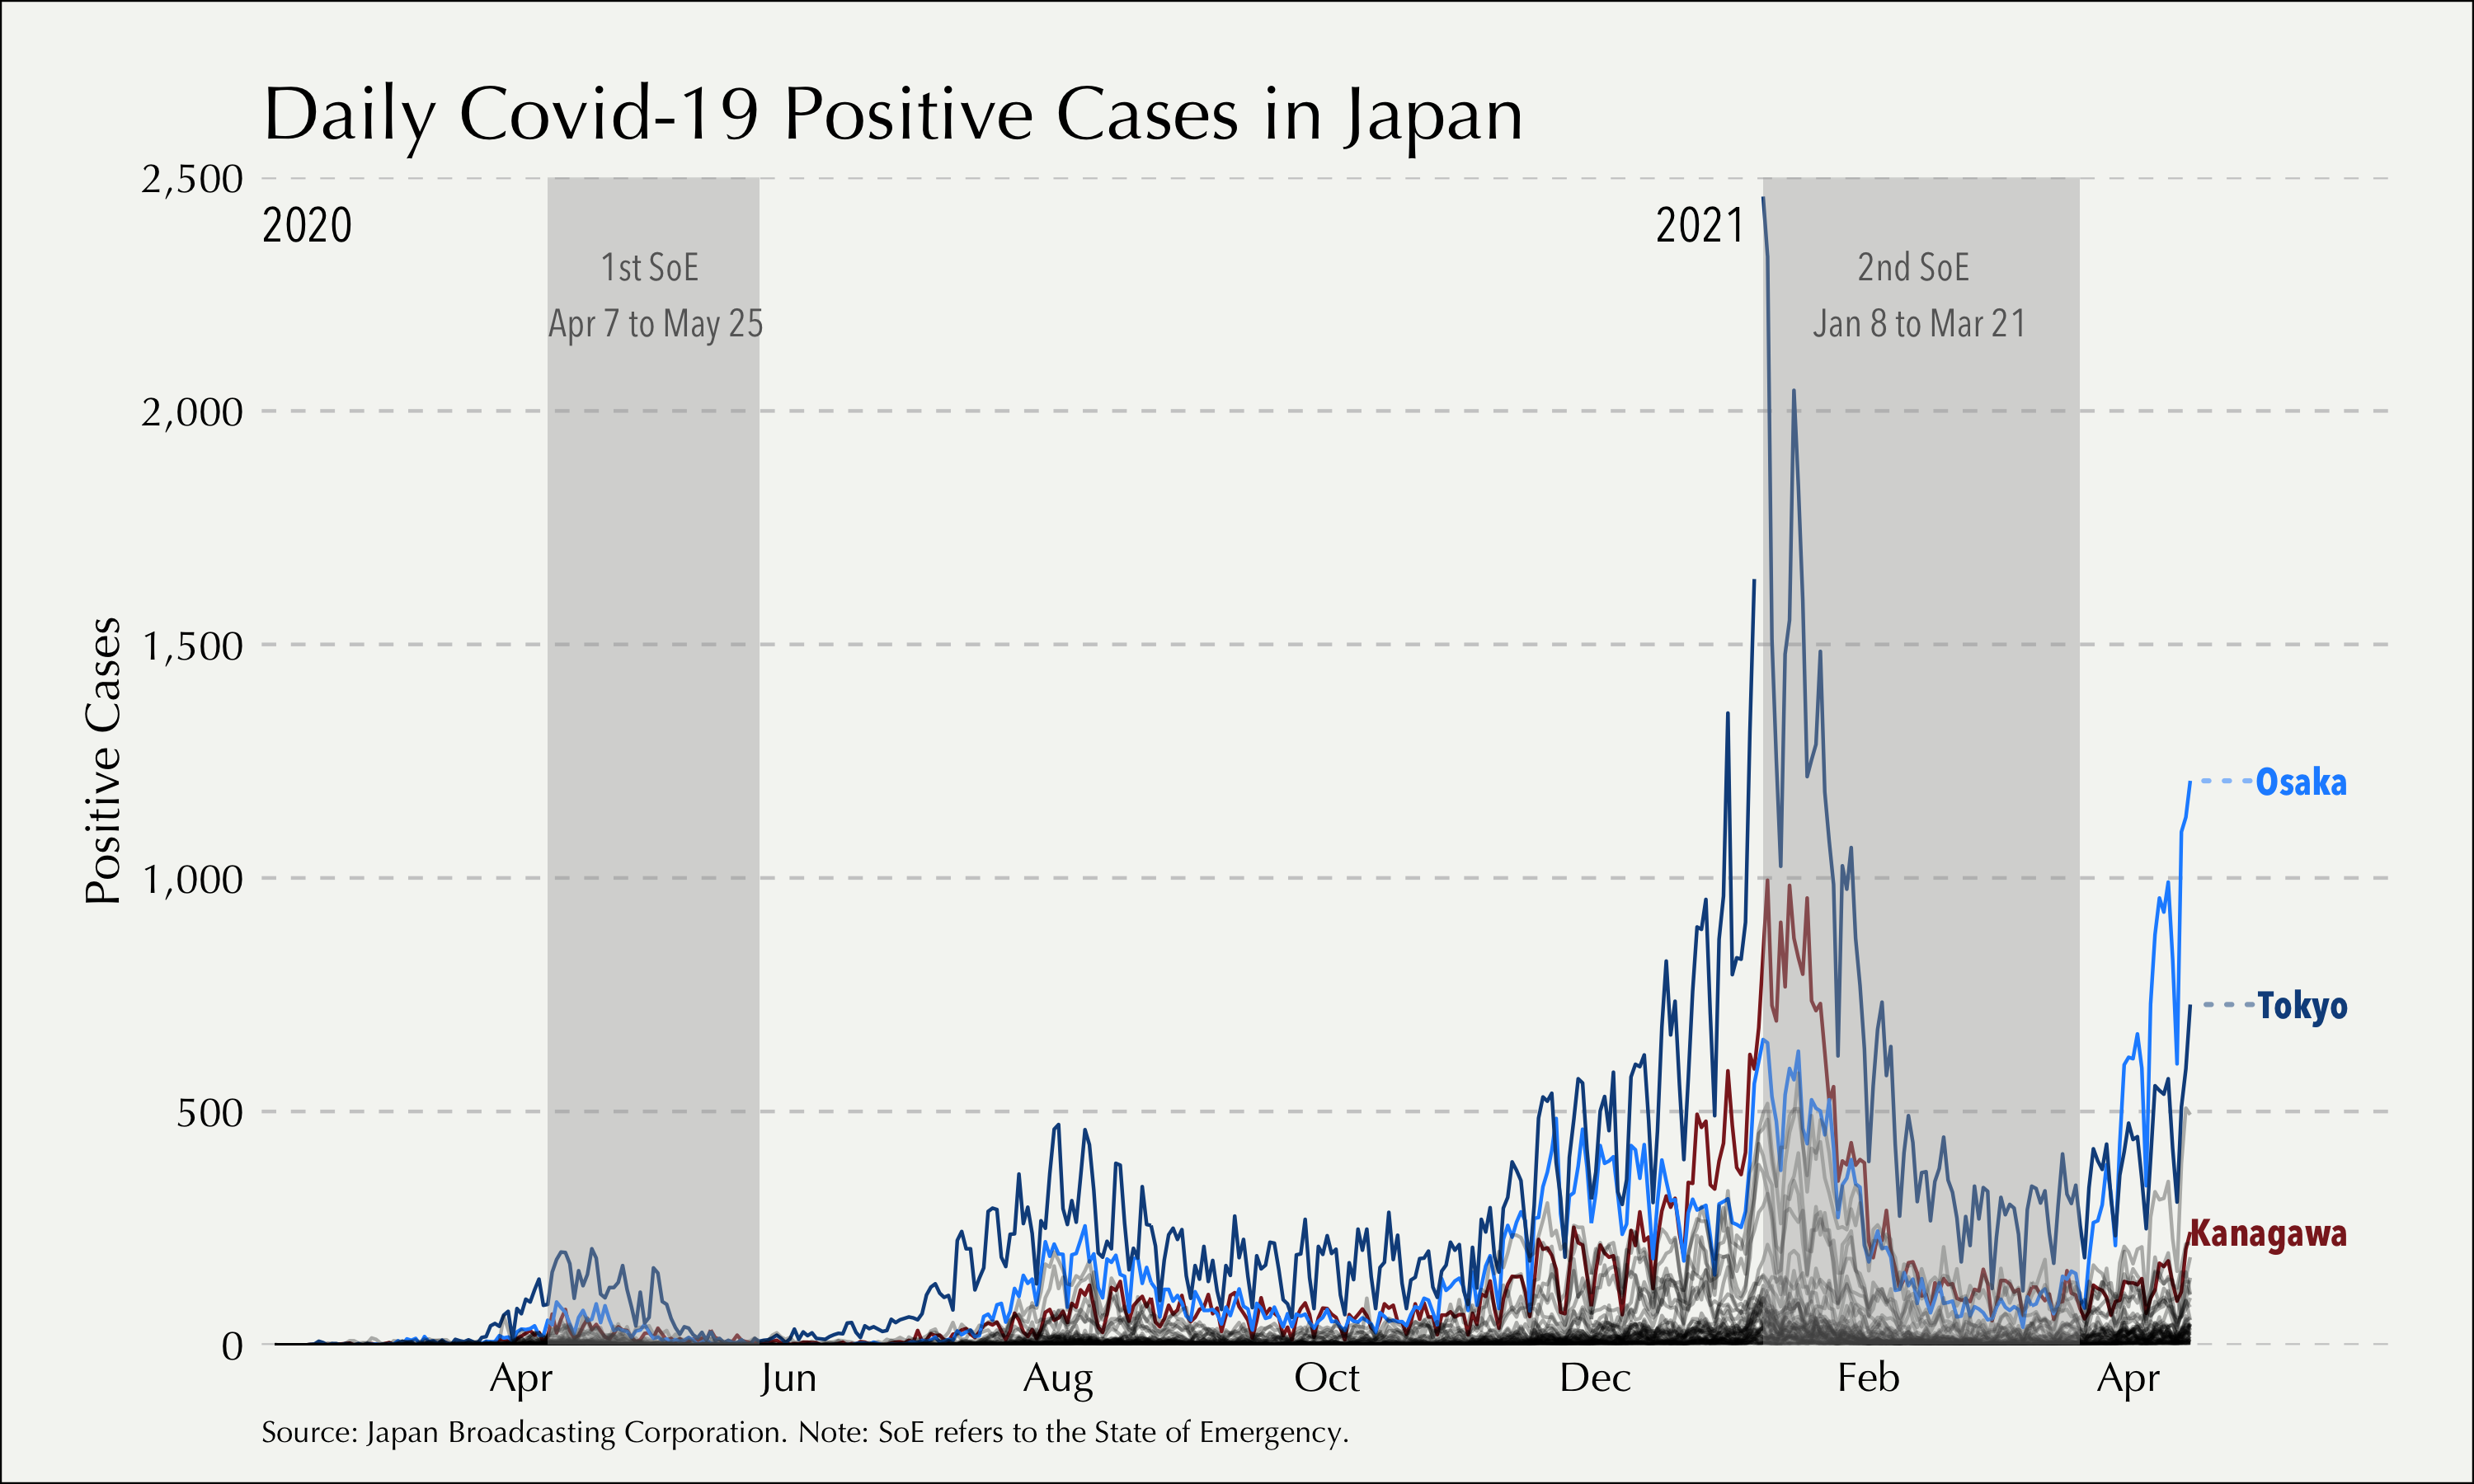 Daily Covid-19 Positive Cases in Japan
2,500
2020
2021
1st SoE
Apr 7 to May 25
2nd SoE
Jan 8 to Mar 21
2,000
1,500
1,000
500
0
Positive Cases
Osaka
Tokyo
Kanagawa
Apr
Jun
Aug
Oct
Dec
Feb
Apr
Source: Japan Broadcasting Corporation. Note: SoE refers to the State of Emergency.